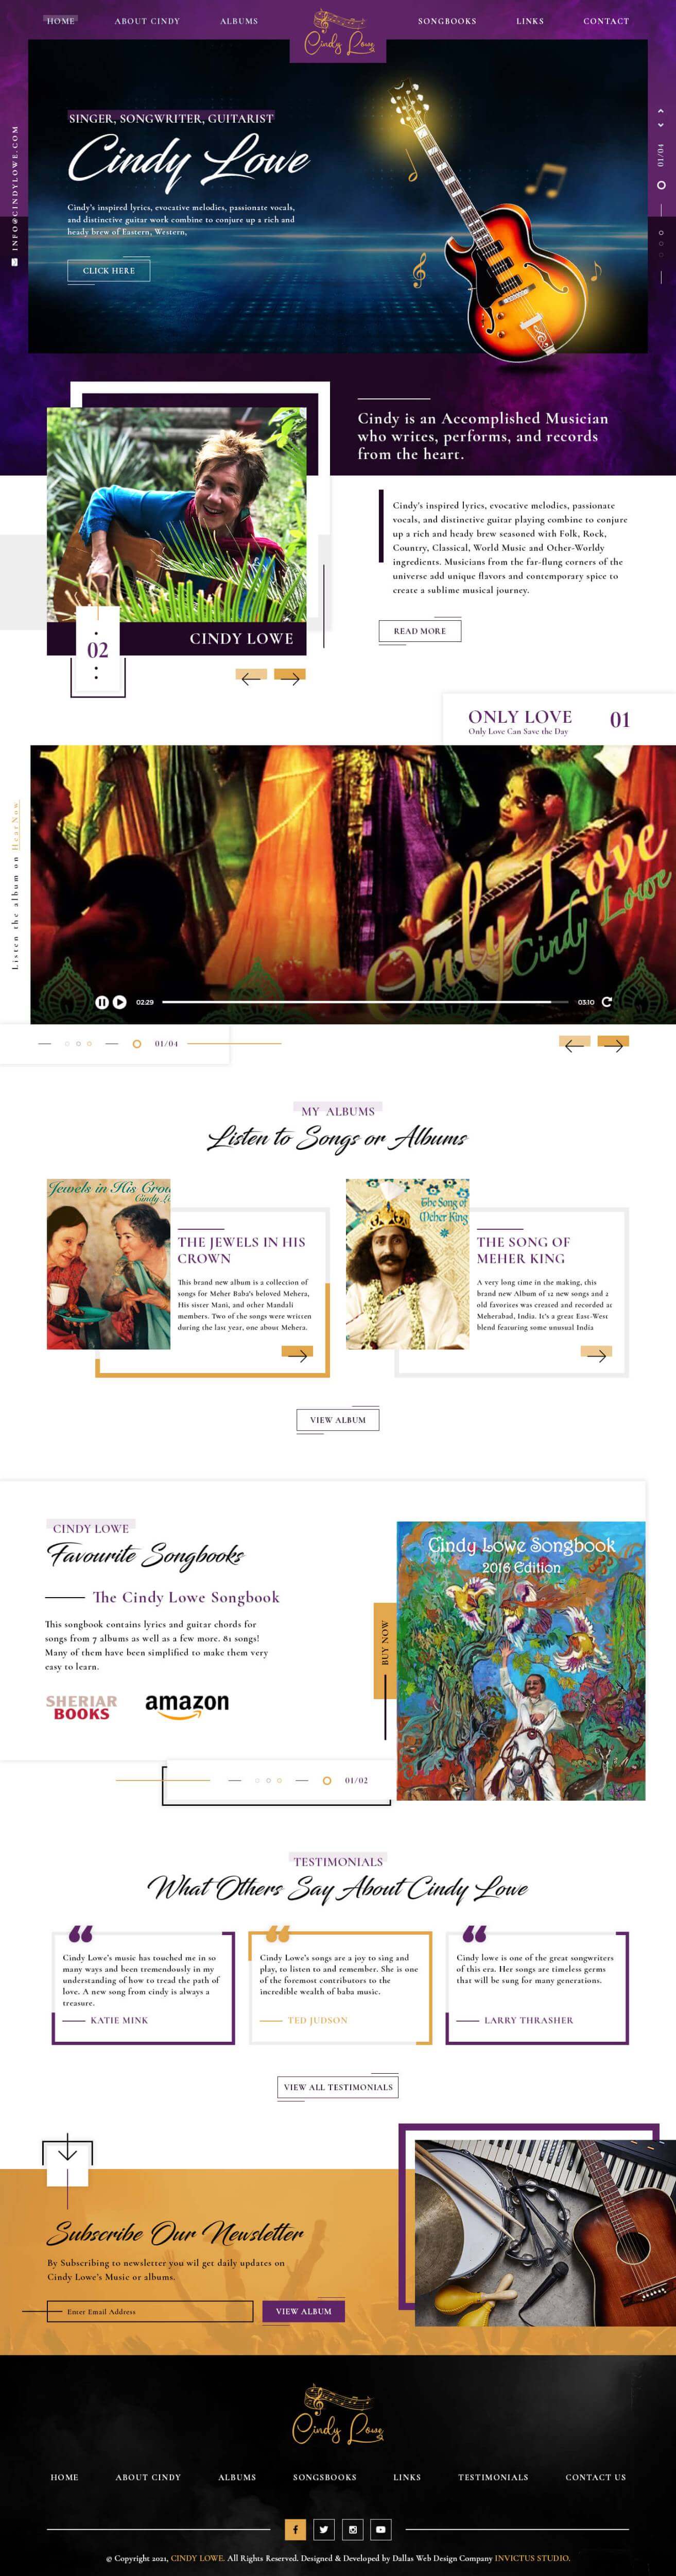 HOME ABOUT CINDY ALBUMS
Cindy Lowe
SONGBOOKS LINKS CONTACT
INFO@CINDYLOWE.COM
SINGER, SONGWRITER, GUITARIST
Cindy Lowe
Cindy's inspired lyrics, evocative melodies, passionate vocals,
and distinctive guitar work combine to conjure up a rich and
heady brew of Eastern, Western,
CLICK HERE
01/04
Cindy is an Accomplished Musician
who writes, performs, and records
from the heart.
CINDY LOWE
02
Cindy's inspired lyrics, evocative melodies, passionate
vocals, and distinctive guitar playing combine to conjure
up a rich and heady brew seasoned with Folk, Rock,
Country, Classical, World Music and Other-Worldy
ingredients. Musicians from the far-flung corners of the
universe add unique flavors and contemporary spice to
create a sublime musical journey.
READ MORE
ONLY LOVE 01
Only Love Can Save the Day
Listen the album on HearNow
Only Love
Cindy Lowe
02:29
03:10
01/04
MY ALBUMS
Listen to Songs or Albums
Jewels in His Crow
Cindy L
THE JEWELS IN HIS
CROWN
This brand new album is a collection of
songs for Meher Baba's beloved Mehera,
His sister Mani, and other Mandali
members. Two of the songs were written
during the last year, one about Mehera.
The Song of
Meher King
THE SONG OF
MEHER KING
A very long time in the making, this
brand new Album of 12 new songs and 2
old favorites was created and recorded at
Meherabad, India. It's a great East-West
blend featuring some unusual India
VIEW ALBUM
CINDY LOWE
Favourite Songbooks
The Cindy Lowe Songbook
This songbook contains lyrics and guitar chords for
songs from 7 albums as well as a few more. 81 songs!
Many of them have been simplified to make them very
easy to learn.
SHERIAR
BOOKS
amazon
BUY NOW
Cindy Lowe Songbook
2016 Edition
01/02
TESTIMONIALS
What Others Say About Cindy Lowe
Cindy Lowe's music has touched me in so
many ways and been tremendously in my
understanding of how to tread the path of
love. A new song from cindy is always a
treasure.
KATIE MINK
Cindy Lowe's songs are a joy to sing and
play, to listen to and remember. She is one
of the foremost contributors to the
incredible wealth of baba music.
TED JUDSON
Cindy lowe is one of the great songwriters
of this era. Her songs are timeless germs
that will be sung for many generations.
LARRY THRASHER
VIEW ALL TESTIMONIALS
Subscribe Our Newsletter
By Subscribing to newsletter you wil get daily updates on
Cindy Lowe's Music or albums.
Enter Email Address
VIEW ALBUM
Cindy Lowe
HOME ABOUT CINDY ALBUMS SONGSBOOKS LINKS TESTIMONIALS CONTACT US
© Copyright 2021, CINDY LOWE. All Rights Reserved. Designed & Developed by Dallas Web Design Company INVICTUS STUDIO.